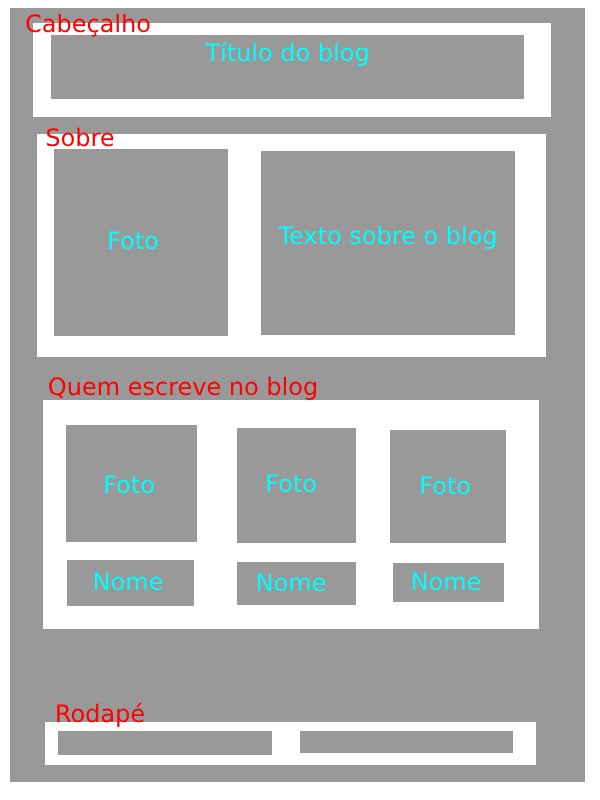 Cabeçalho
Título do blog
Sobre
Foto
Texto sobre o blog
Quem escreve no blog
Foto
Foto
Foto
Nome
Nome
Nome
Rodapé